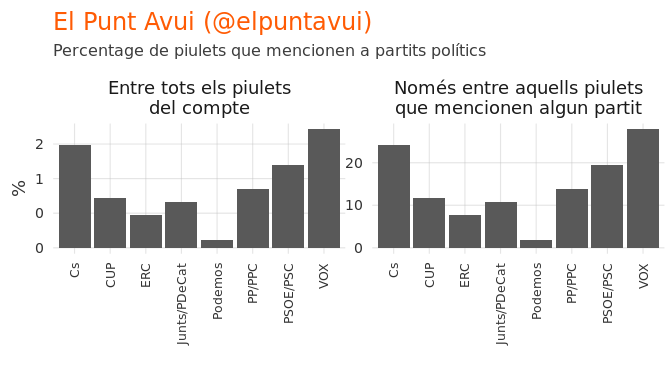 El Punt Avui (@elpuntavui)
Percentage de piulets que mencionen a partits polítics
Entre tots els piulets
del compte
Només entre aquells piulets
que mencionen algun partit
%
2
1
0
0
20
10
0
Cs
CUP
ERC
Junts/PDeCat
Podemos
PP/PPC
PSOE/PSC
VOX
Cs
CUP
ERC
Junts/PDeCat
Podemos
PP/PPC
PSOE/PSC
VOX